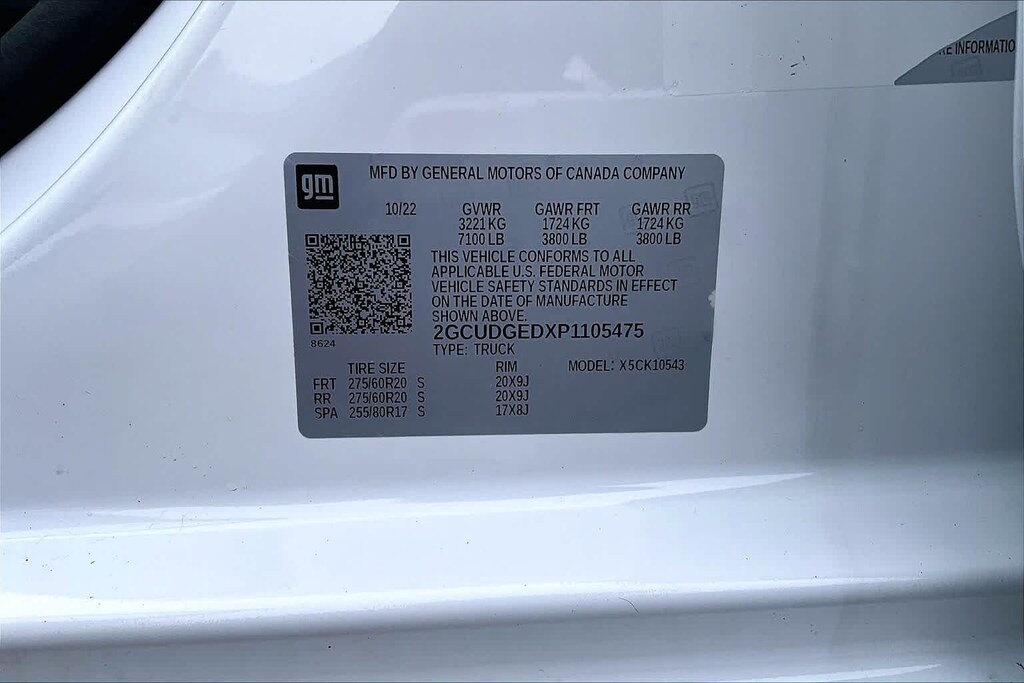 RE INFORMATIO
gm
MFD BY GENERAL MOTORS OF CANADA COMPANY
10/22 GVWR GAWR FRT GAWR RR
3221 KG 1724 KG 1724 KG
7100 LB 3800 LB 3800 LB
THIS VEHICLE CONFORMS TO ALL
APPLICABLE U.S. FEDERAL MOTOR
VEHICLE SAFETY STANDARDS IN EFFECT
ON THE DATE OF MANUFACTURE
SHOWN ABOVE.
2GCUDGEDXP1105475
8624
TYPE: TRUCK
TIRE SIZE RIM MODEL: X5CK10543
FRT 275/60R20 S 20X9J
RR 275/60R20 S 20X9J
SPA 255/80R17 S 17X8J